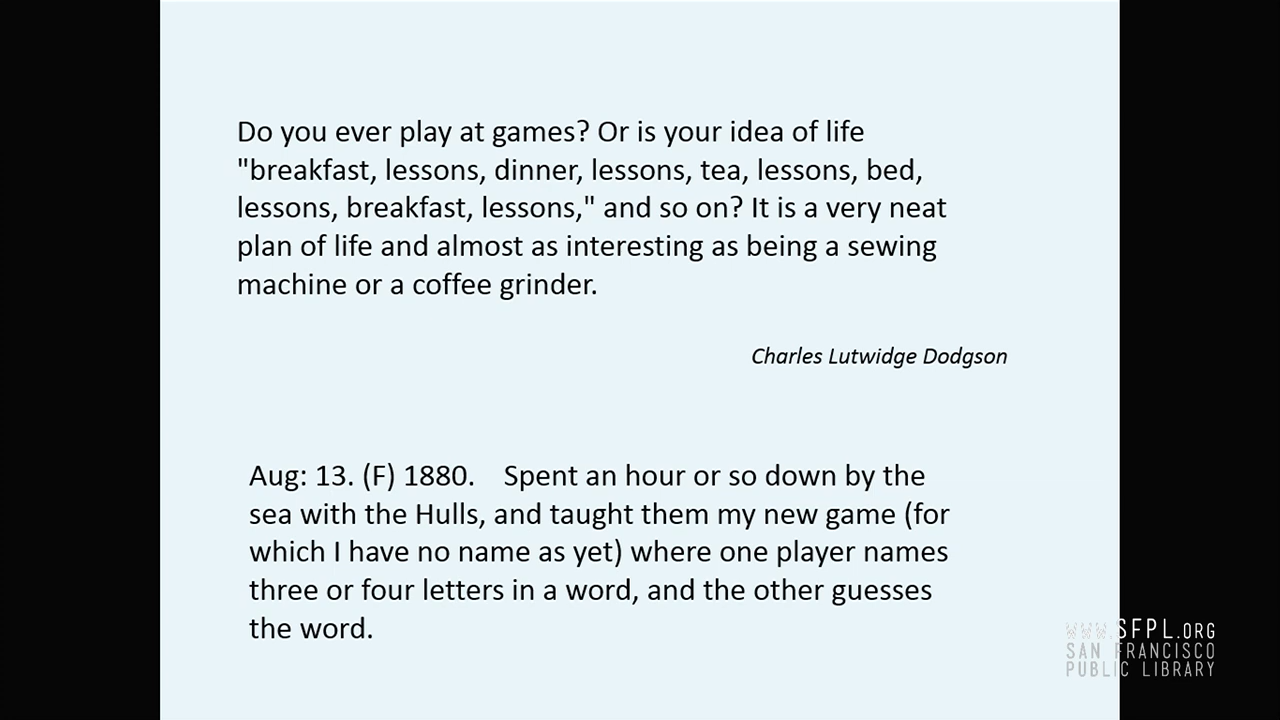 Do you ever play at games? Or is your idea of life
"breakfast, lessons, dinner, lessons, tea, lessons, bed,
lessons, breakfast, lessons," and so on? It is a very neat
plan of life and almost as interesting as being a sewing
machine or a coffee grinder.
Charles Lutwidge Dodgson
Aug: 13. (F) 1880. Spent an hour or so down by the
sea with the Hulls, and taught them my new game (for
which I have no name as yet) where one player names
three or four letters in a word, and the other guesses
the word.
WWW.SFPL.ORG
SAN FRANCISCO
PUBLIC LIBRARY